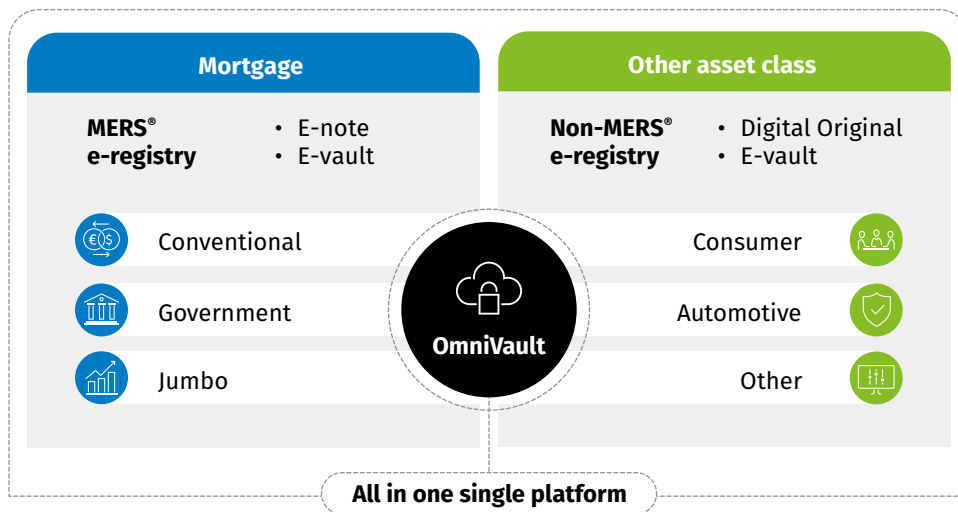 Mortgage
MERS®
e-registry
• E-note
• E-vault
Conventional
Government
Jumbo
Other asset class
Non-MERS®
e-registry
• Digital Original
• E-vault
Consumer
Automotive
Other
€ $
OmniVault
All in one single platform